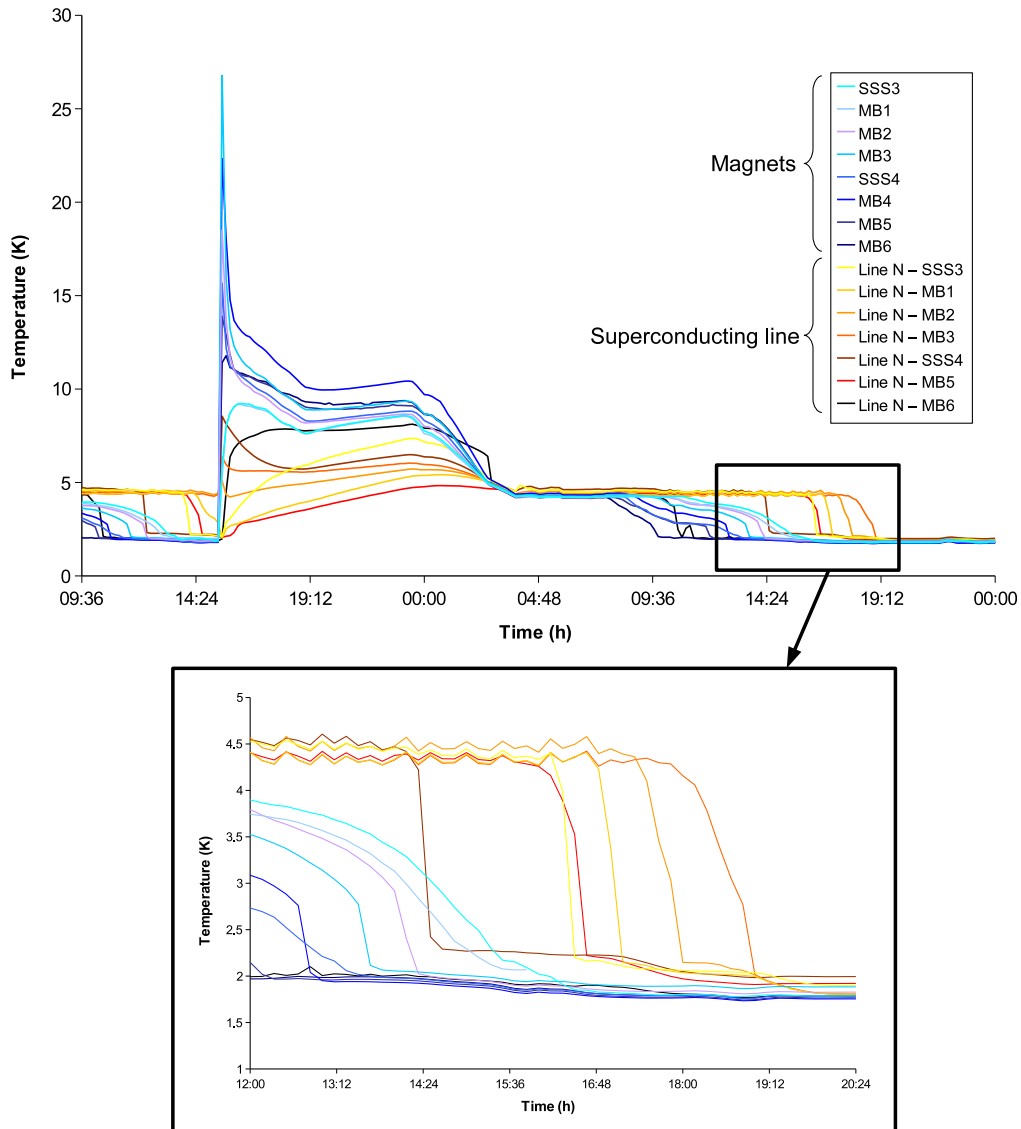 30
25
20
15
10
5
0
Temperature (K)
09:36 14:24 19:12 00:00 04:48 09:36 14:24 19:12 00:00
Time (h)
Magnets
SSS3
MB1
MB2
MB3
SSS4
MB4
MB5
MB6
Superconducting line
Line N – SSS3
Line N – MB1
Line N – MB2
Line N – MB3
Line N – SSS4
Line N – MB5
Line N – MB6
5
4,5
4
3,5
3
2,5
2
1,5
1
Temperature (K)
12:00 13:12 14:24 15:36 16:48 18:00 19:12 20:24
Time (h)